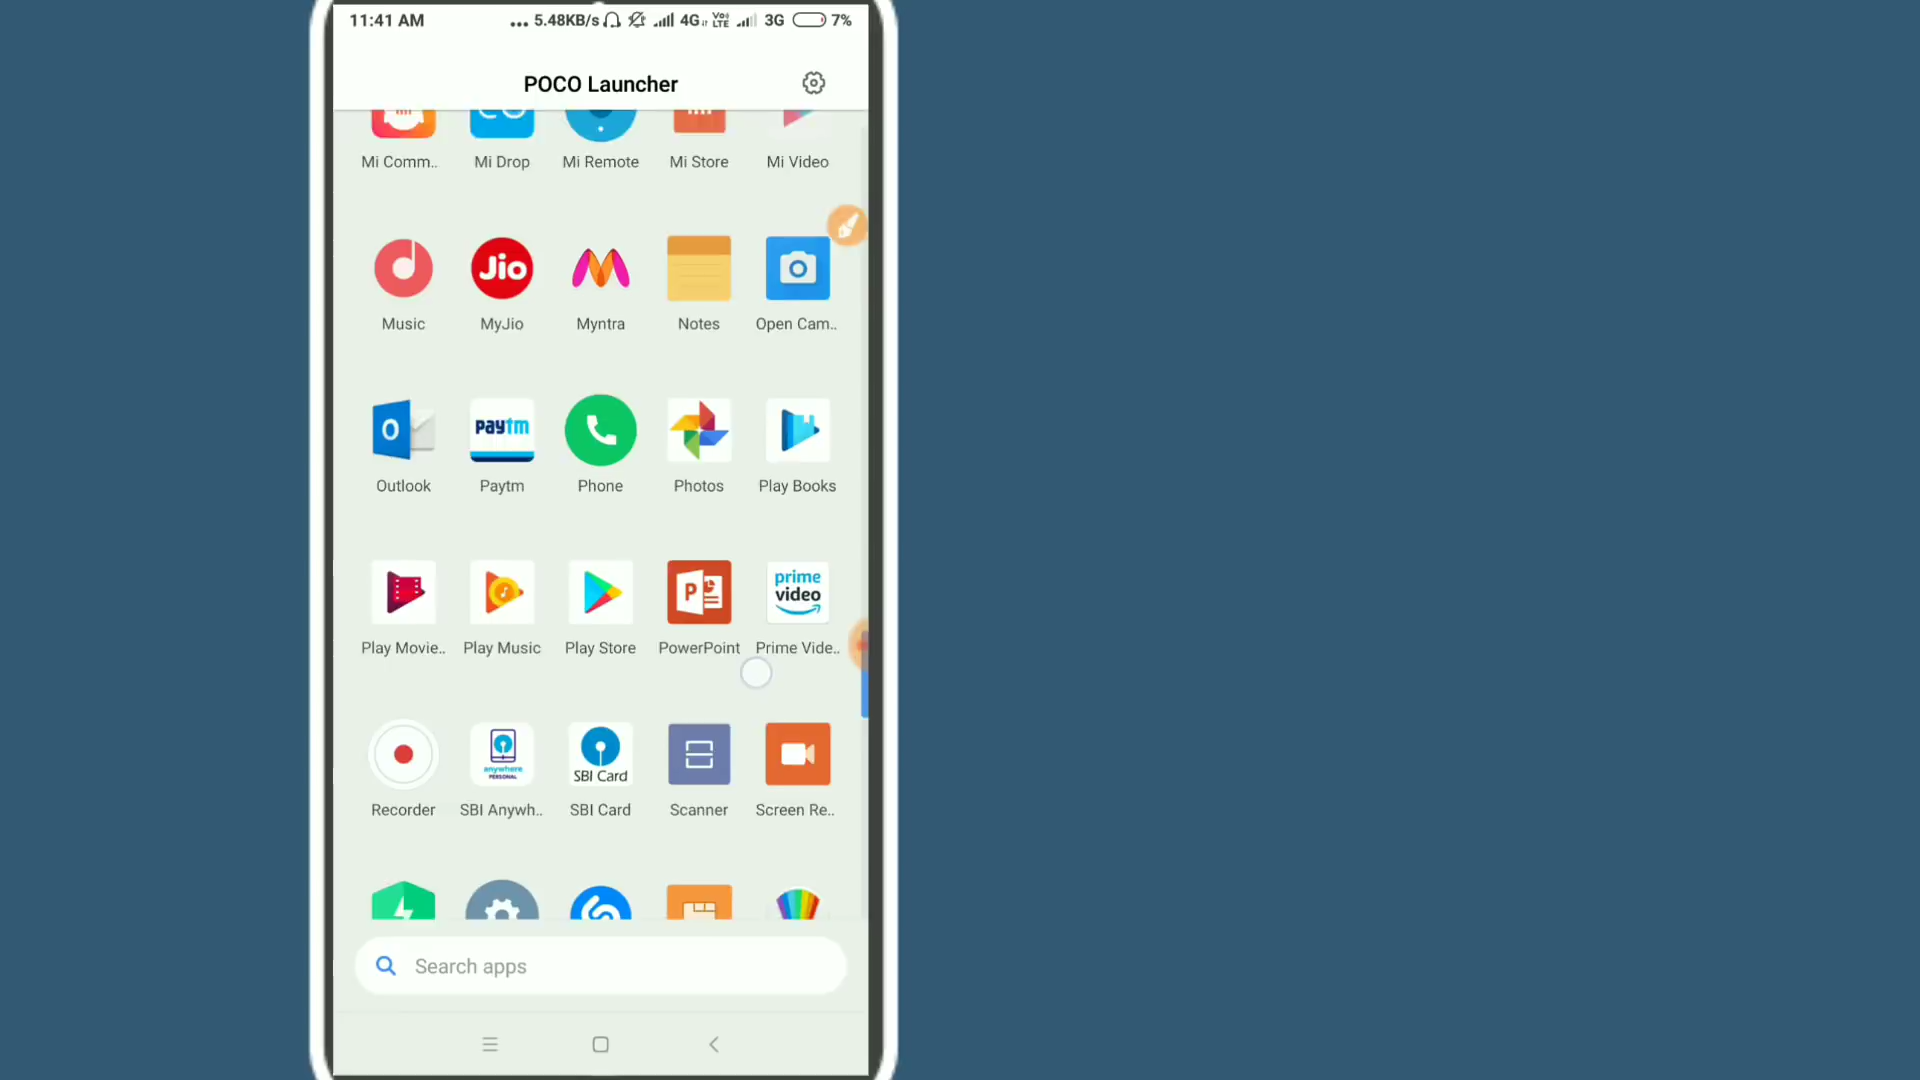 11:41 AM ... 5.48KB/s 4G Vo LTE 3G 7%
POCO Launcher
Mi Comm.. Mi Drop Mi Remote Mi Store Mi Video
Jio
Music MyJio Myntra Notes Open Cam..
O paytm
Outlook Paytm Phone Photos Play Books
P prime video
Play Movie.. Play Music Play Store PowerPoint Prime Vide..
anywhere PERSONAL SBI Card
Recorder SBI Anywh.. SBI Card Scanner Screen Re..
Search apps